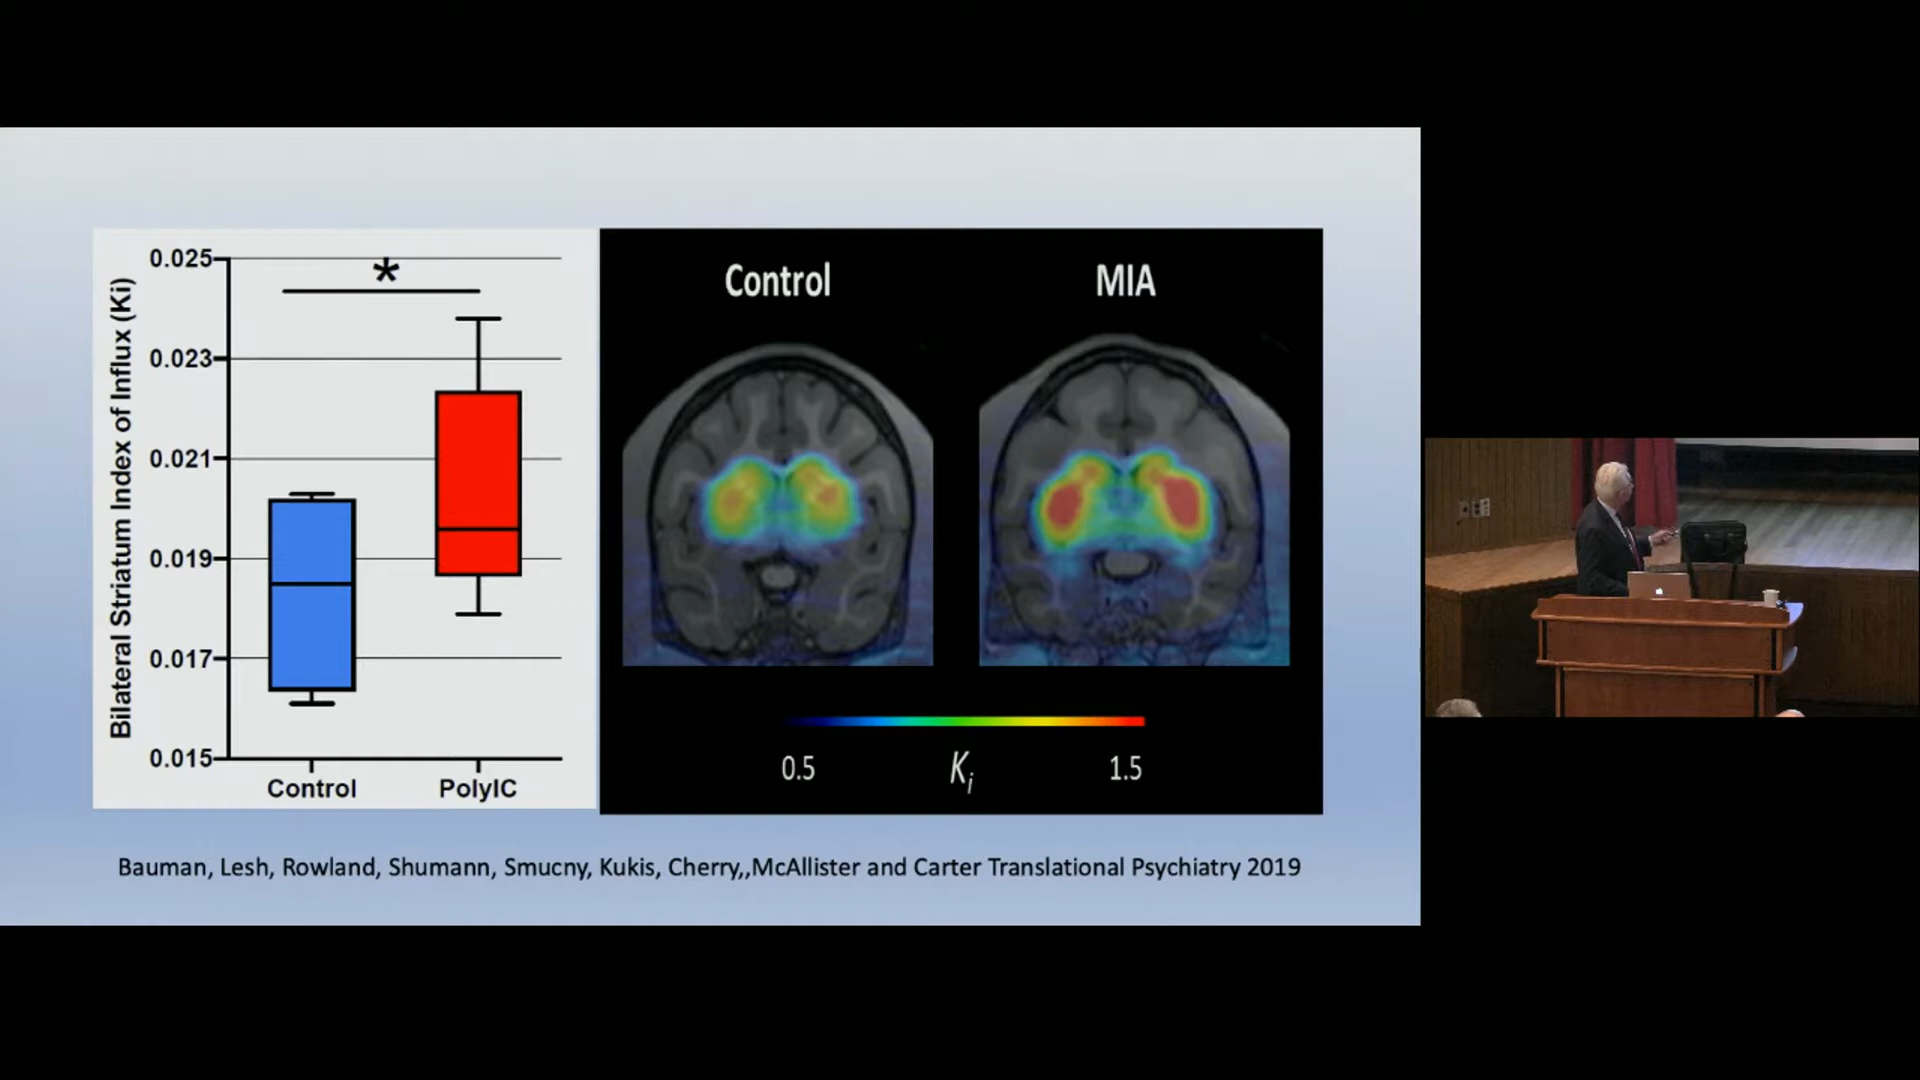 Bilateral Striatum Index of Influx (Ki)
0.025
0.023
0.021
0.019
0.017
0.015
*
Control
PolyIC
Control
MIA
0.5
Ki
1.5
Bauman, Lesh, Rowland, Shumann, Smucny, Kukis, Cherry,,McAllister and Carter Translational Psychiatry 2019